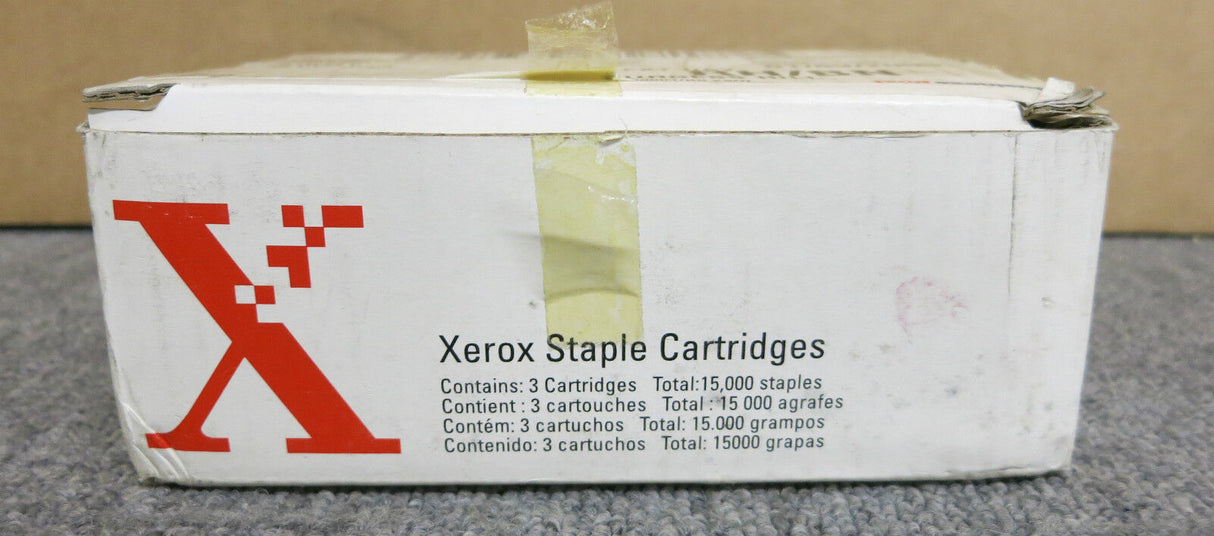 Xerox Staple Cartridges
Contains: 3 Cartridges Total:15,000 staples
Contient : 3 cartouches Total : 15 000 agrafes
Contém: 3 cartuchos Total: 15.000 grampos
Contenido: 3 cartuchos Total: 15000 grapas